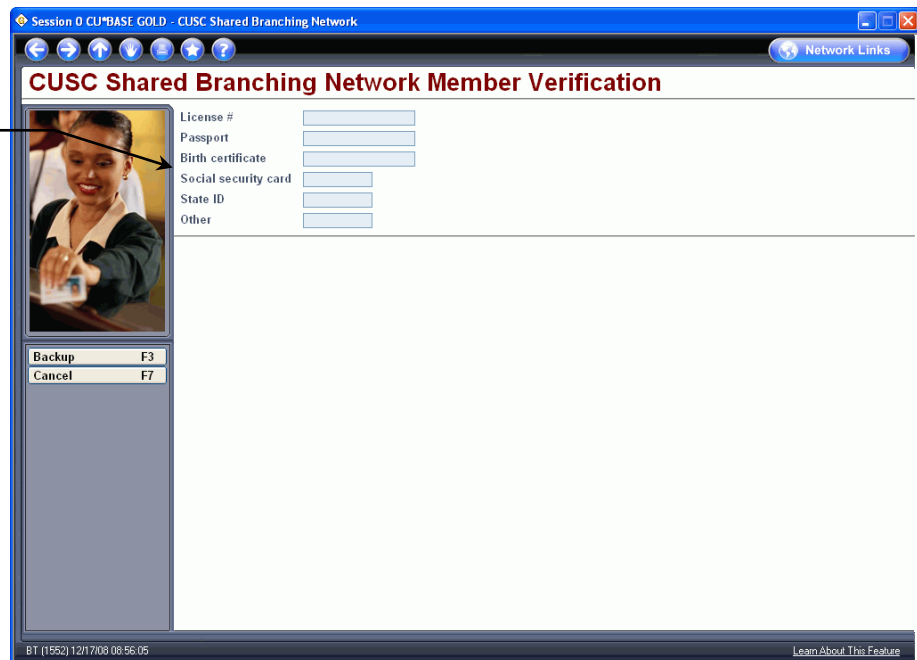 Session 0 CU*BASE GOLD - CUSC Shared Branching Network
Network Links
CUSC Shared Branching Network Member Verification
License #
Passport
Birth certificate
Social security card
State ID
Other
Backup F3
Cancel F7
BT (1552) 12/17/08 08:56:05
Learn About This Feature